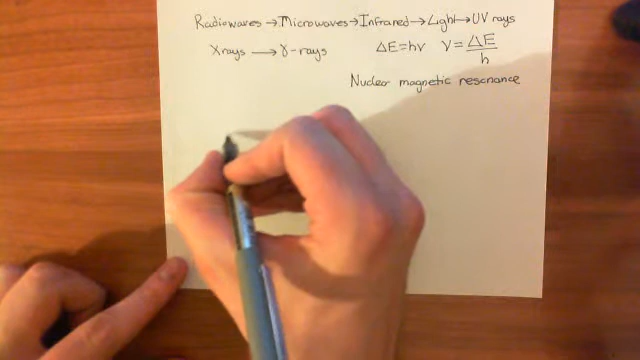 Radiowaves → Microwaves → Infrared → Light → UV rays
Xrays → γ-rays ΔE = hν ν = ΔE/h
Nuclear magnetic resonance